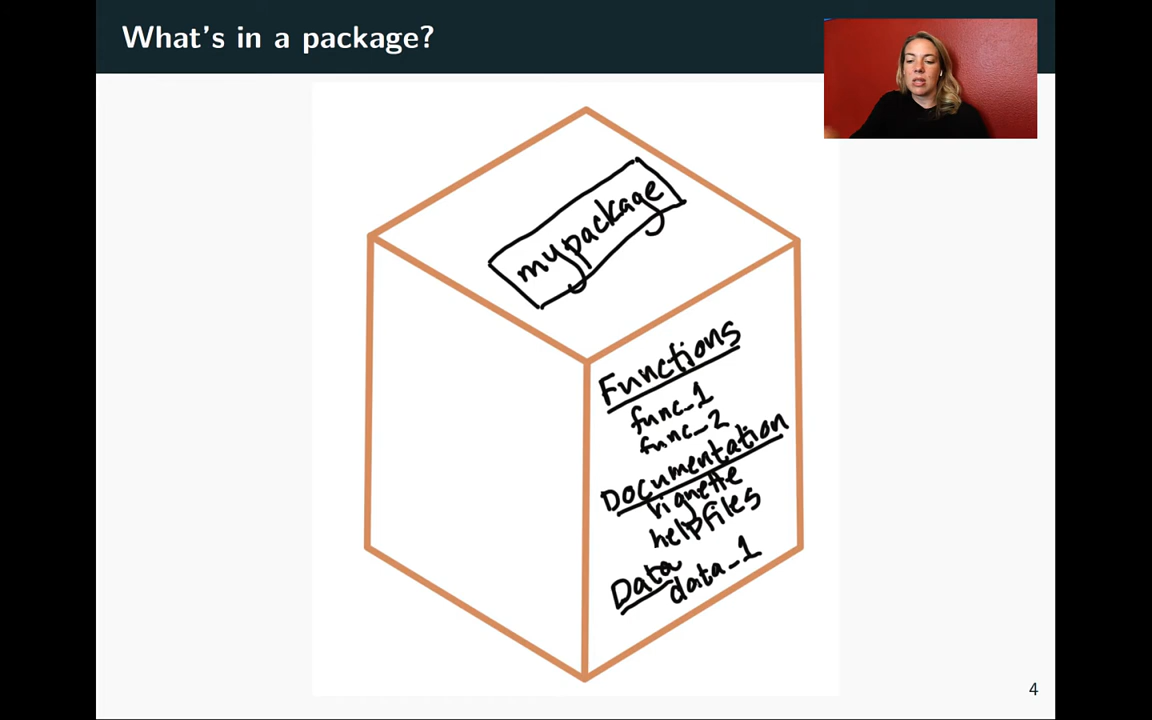 What's in a package?
mypackage
Functions
func_1
func_2
Documentation
vignette
helpfiles
Data
data_1
4